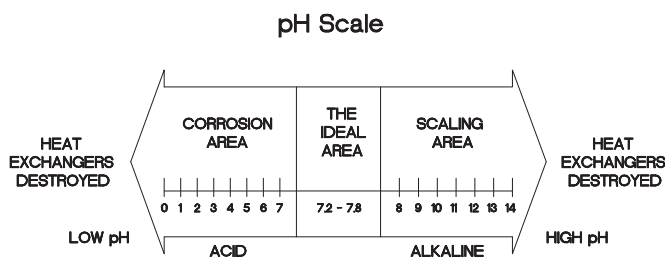 pH Scale
HEAT
EXCHANGERS
DESTROYED
CORROSION
AREA
THE
IDEAL
AREA
SCALING
AREA
HEAT
EXCHANGERS
DESTROYED
0 1 2 3 4 5 6 7
7.2 - 7.8
8 9 10 11 12 13 14
LOW pH
ACID
ALKALINE
HIGH pH